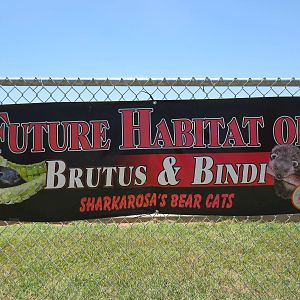 FUTURE HABITAT OF
BRUTUS & BINDI
SHARKAROSA'S BEAR CATS